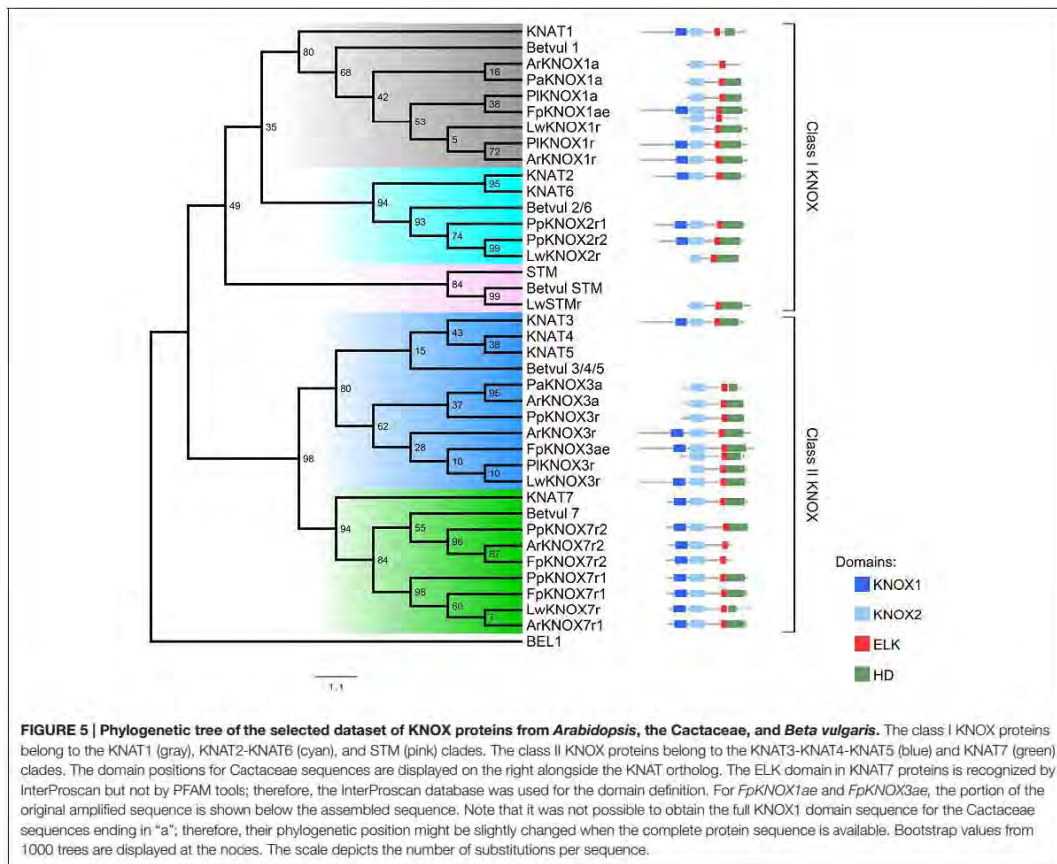 KNAT1
80
Betvul 1
68
ArKNOX1a
16
PaKNOX1a
42
PlKNOX1a
38
FpKNOX1ae
53
LwKNOX1r
5
PlKNOX1r
72
ArKNOX1r
35
KNAT2
95
KNAT6
94
Betvul 2/6
93
PpKNOX2r1
74
PpKNOX2r2
99
LwKNOX2r
49
STM
84
Betvul STM
99
LwSTMr
Class I KNOX
KNAT3
43
KNAT4
38
KNAT5
15
Betvul 3/4/5
80
PaKNOX3a
95
ArKNOX3a
37
PpKNOX3r
62
ArKNOX3r
28
FpKNOX3ae
16
PlKNOX3r
10
LwKNOX3r
98
KNAT7
94
Betvul 7
55
PpKNOX7r2
96
ArKNOX7r2
87
FpKNOX7r2
84
PpKNOX7r1
98
FpKNOX7r1
60
LwKNOX7r
7
ArKNOX7r1
Class II KNOX
BEL1
1.1
Domains:
KNOX1
KNOX2
ELK
HD
FIGURE 5 | Phylogenetic tree of the selected dataset of KNOX proteins from Arabidopsis, the Cactaceae, and Beta vulgaris. The class I KNOX proteins
belong to the KNAT1 (gray), KNAT2-KNAT6 (cyan), and STM (pink) clades. The class II KNOX proteins belong to the KNAT3-KNAT4-KNAT5 (blue) and KNAT7 (green)
clades. The domain positions for Cactaceae sequences are displayed on the right alongside the KNAT ortholog. The ELK domain in KNAT7 proteins is recognized by
InterProscan but not by PFAM tools; therefore, the InterProscan database was used for the domain definition. For FpKNOX1ae and FpKNOX3ae, the portion of the
original amplified sequence is shown below the assembled sequence. Note that it was not possible to obtain the full KNOX1 domain sequence for the Cactaceae
sequences ending in "a"; therefore, their phylogenetic position might be slightly changed when the complete protein sequence is available. Bootstrap values from
1000 trees are displayed at the nodes. The scale depicts the number of substitutions per sequence.